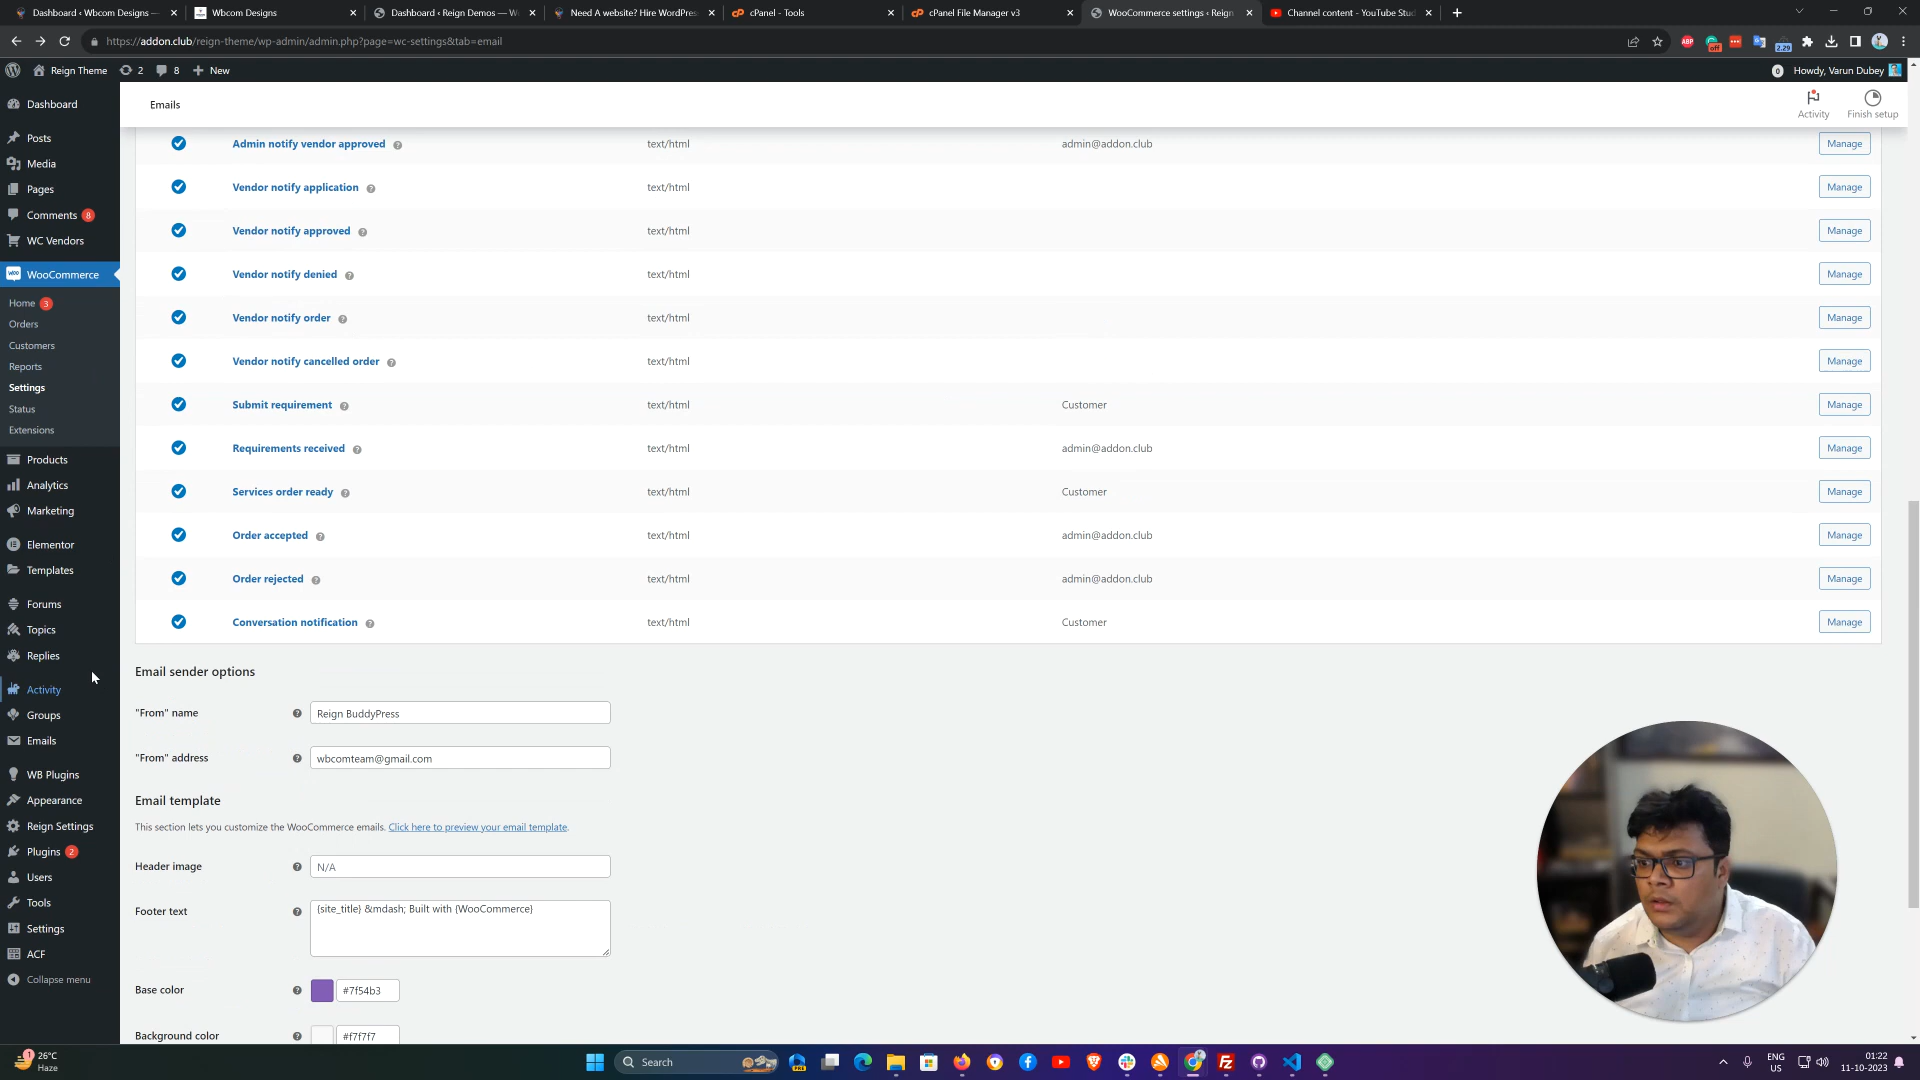 Dashboard ‹ Wbcom Designs —
Wbcom Designs
Dashboard ‹ Reign Demos — W
Need A website? Hire WordPres
cPanel - Tools
cPanel File Manager v3
WooCommerce settings ‹ Reign
Channel content - YouTube Stud
https://addon.club/reign-theme/wp-admin/admin.php?page=wc-settings&tab=email
ABP
off
2.29
Reign Theme
2
8
New
0
Howdy, Varun Dubey
Dashboard
Posts
Media
Pages
Comments 8
WC Vendors
WooCommerce
Home 3
Orders
Customers
Reports
Settings
Status
Extensions
Products
Analytics
Marketing
Elementor
Templates
Forums
Topics
Replies
Activity
Groups
Emails
WB Plugins
Appearance
Reign Settings
Plugins 2
Users
Tools
Settings
ACF
Collapse menu
Emails
Activity
Finish setup
Admin notify vendor approved text/html admin@addon.club Manage
Vendor notify application text/html Manage
Vendor notify approved text/html Manage
Vendor notify denied text/html Manage
Vendor notify order text/html Manage
Vendor notify cancelled order text/html Manage
Submit requirement text/html Customer Manage
Requirements received text/html admin@addon.club Manage
Services order ready text/html Customer Manage
Order accepted text/html admin@addon.club Manage
Order rejected text/html admin@addon.club Manage
Conversation notification text/html Customer Manage
Email sender options
"From" name Reign BuddyPress
"From" address wbcomteam@gmail.com
Email template
This section lets you customize the WooCommerce emails. Click here to preview your email template.
Header image N/A
Footer text {site_title} &mdash; Built with {WooCommerce}
Base color #7f54b3
Background color #f7f7f7
1
26°C
Haze
Search
ENG
US
01:22
11-10-2023